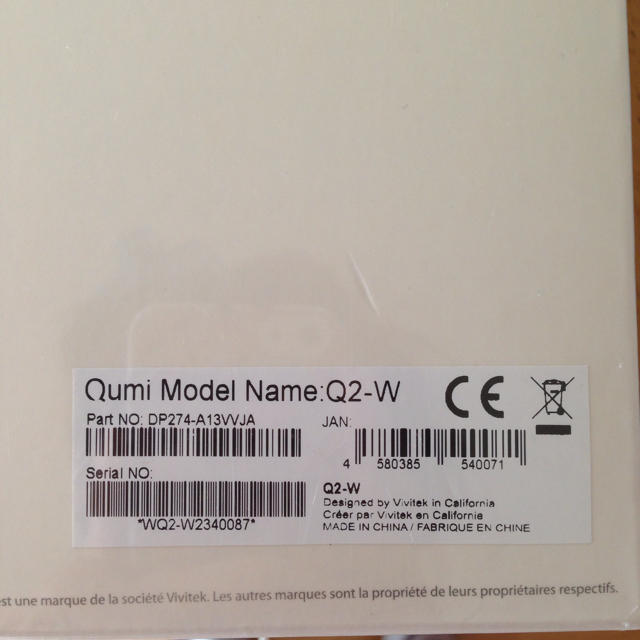 Qumi Model Name:Q2-W
Part NO: DP274-A13VVJA
JAN:
4 580385 540071
Serial NO:
*WQ2-W2340087*
Q2-W
Designed by Vivitek in California
Créer par Vivitek en California
MADE IN CHINA / FABRIQUE EN CHINE
est une marque de la société Vivitek. Les autres marques sont la propriété de leurs propriétaires respectifs.